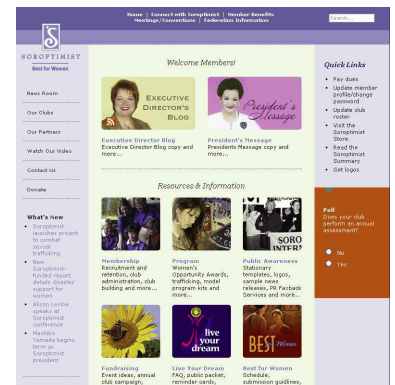 Home | Connect with Soroptimist | Member Benefits
Meetings/Conventions | Federation Information
Search...
S
SOROPTIMIST
Best for Women
News Room
Our Clubs
Our Partners
Watch Our Video
Contact Us
Donate
What's New
Soroptimist
launches project
to combat
sexual
trafficking
New
Soroptimist-
funded report
details disaster
support for
women
Alison Levine
speaks at
Soroptimist
conference
Machiko
Yamada begins
term as
Soroptimist
president
Welcome Members!
EXECUTIVE
DIRECTOR'S
BLOG
President's
Message
Executive Director Blog
Executive Director Blog copy and
more...
President's Message
Presidents Message copy and
more...
Resources & Information
SORO
INTER
Membership
Recruitment and
retention, club
administration, club
building and more...
Program
Women's
Opportunity Awards,
trafficking, model
program kits and
more...
Public Awareness
Stationary
templates, logos,
sample news
releases, PR Facback
Services and more...
live
your
dream
BEST for Women
Fundraising
Event ideas, annual
club campaign,
Live Your Dream
FAQ, public packet,
reminder cards,
Best for Women
Schedule,
submission guidlines,
Quick Links
Pay dues
Update member
profile/change
password
Update club
roster
Visit the
Soroptimist
Store
Read the
Soroptimist
Summary
Get logos
Poll
Does your club
perform an annual
assessment?
No
Yes